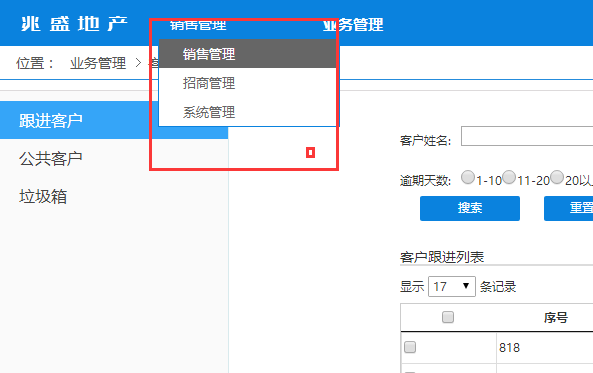 兆盛地产 销售管理 业务管理
位置： 业务管理 >
销售管理
招商管理
系统管理
跟进客户
公共客户
垃圾箱
客户姓名:
逾期天数: 1-10 11-20 20以上
搜索 重置
客户跟进列表
显示 17 条记录
序号
818